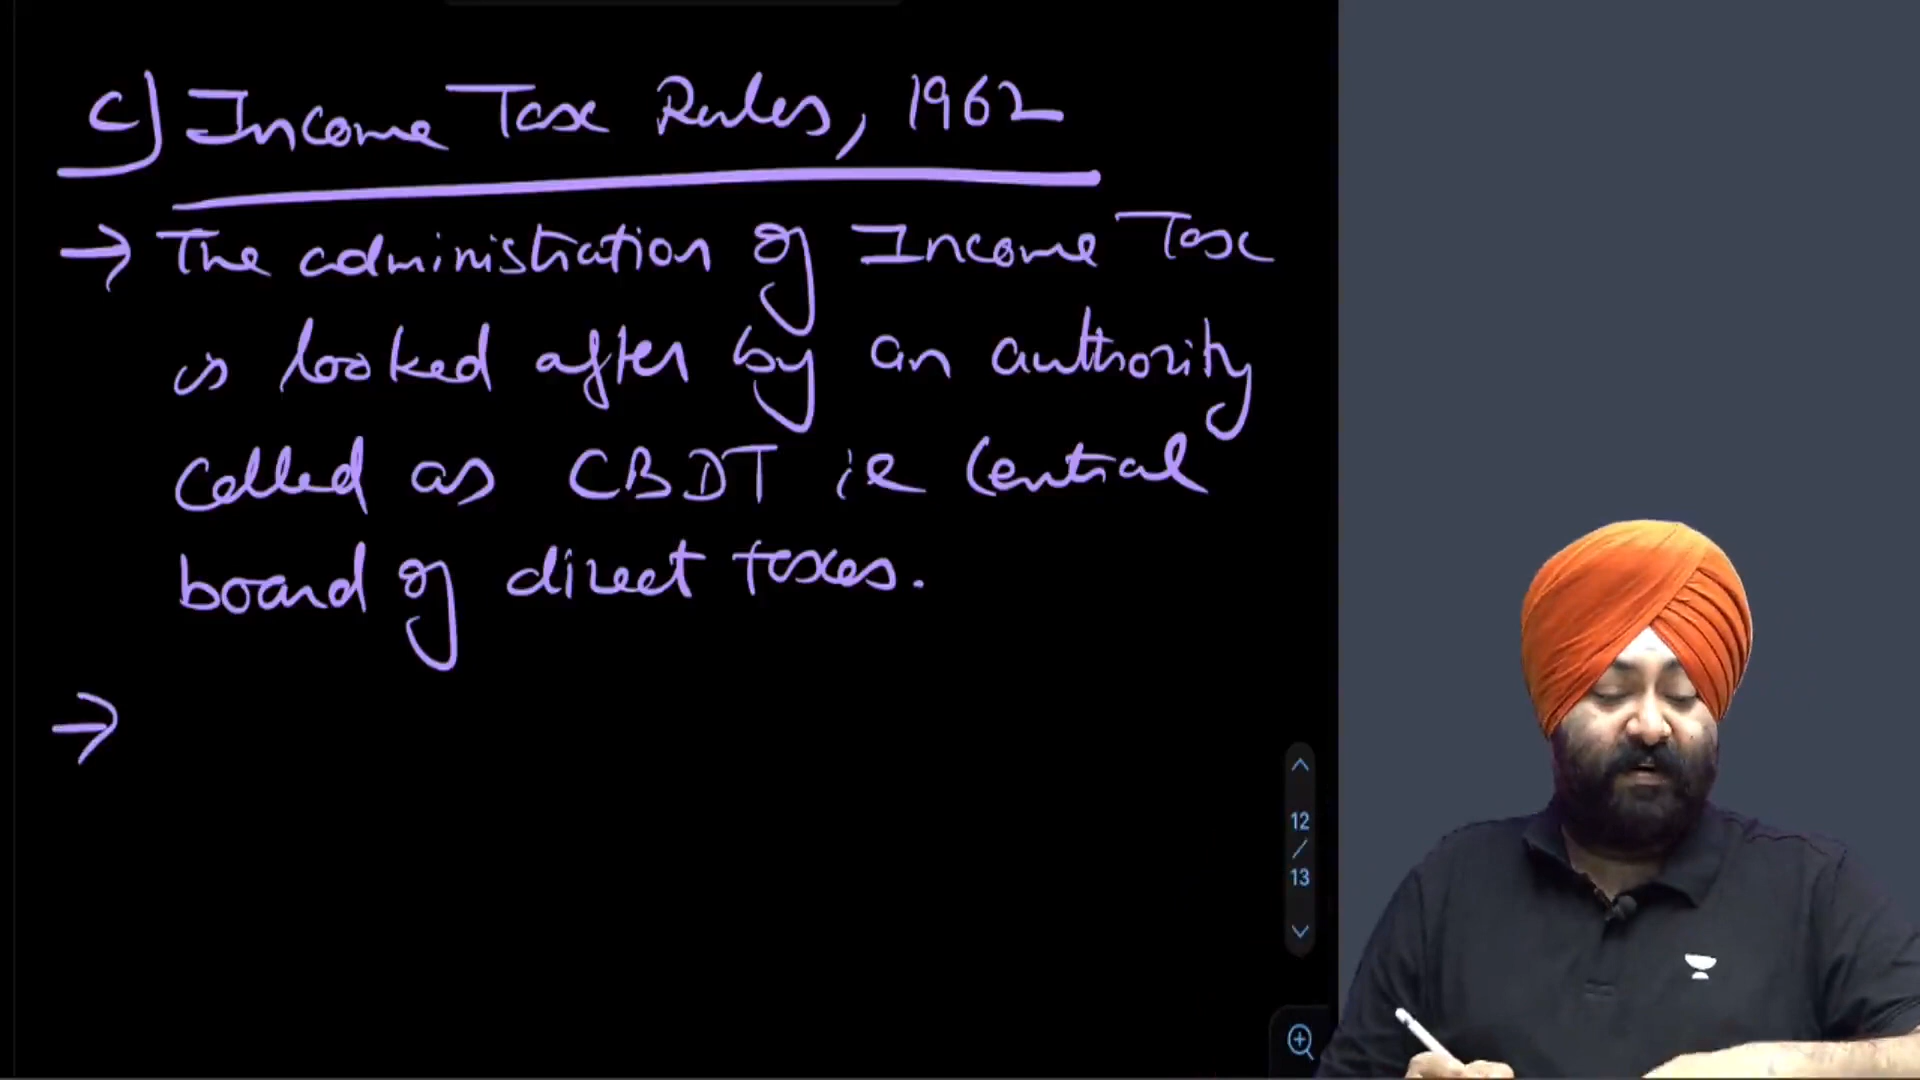 C) Income Tax Rules, 1962
→ The administration of Income Tax
is looked after by an authority
called as CBDT ie Central
board of direct taxes.
→
12
/
13